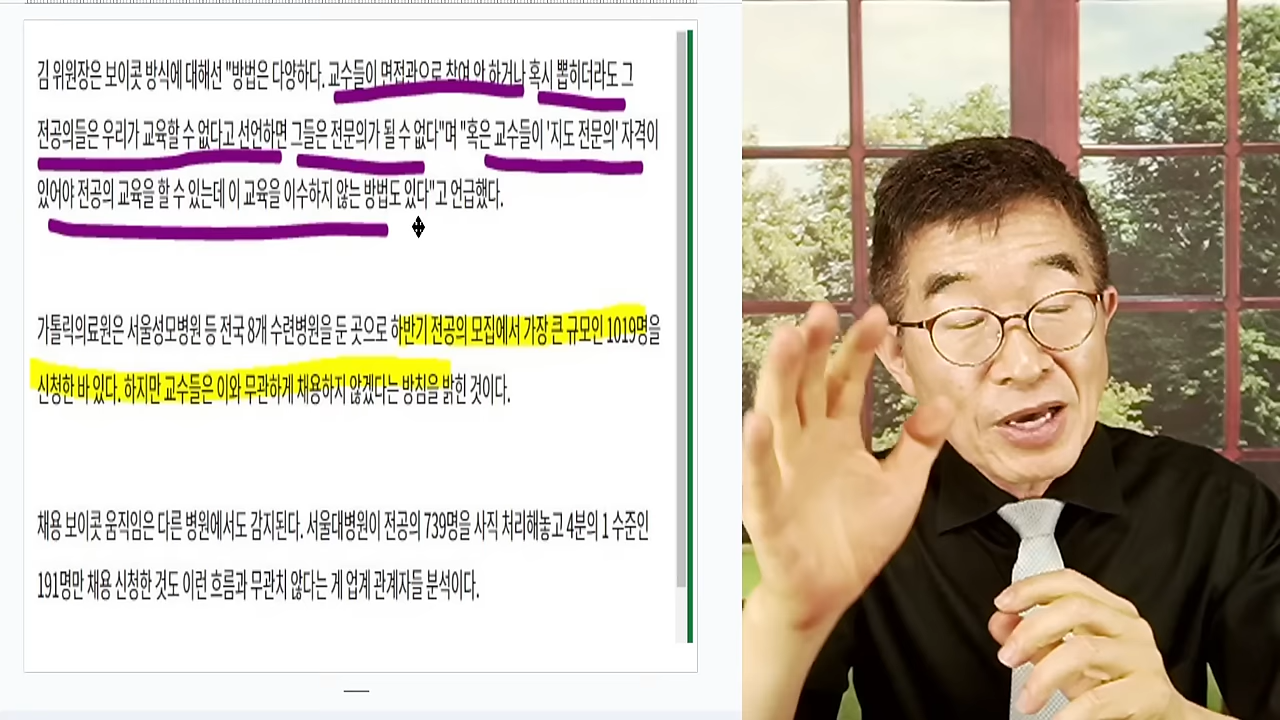 김 위원장은 보이콧 방식에 대해선 "방법은 다양하다. 교수들이 면접관으로 참여 안 하거나 혹시 뽑히더라도 그
전공의들은 우리가 교육할 수 없다고 선언하면 그들은 전문의가 될 수 없다"며 "혹은 교수들이 '지도 전문의' 자격이
있어야 전공의 교육을 할 수 있는데 이 교육을 이수하지 않는 방법도 있다"고 언급했다.
가톨릭의료원은 서울성모병원 등 전국 8개 수련병원을 둔 곳으로 하반기 전공의 모집에서 가장 큰 규모인 1019명을
신청한 바 있다. 하지만 교수들은 이와 무관하게 채용하지 않겠다는 방침을 밝힌 것이다.
채용 보이콧 움직임은 다른 병원에서도 감지된다. 서울대병원이 전공의 739명을 사직 처리해놓고 4분의 1 수준인
191명만 채용 신청한 것도 이런 흐름과 무관치 않다는 게 업계 관계자들 분석이다.